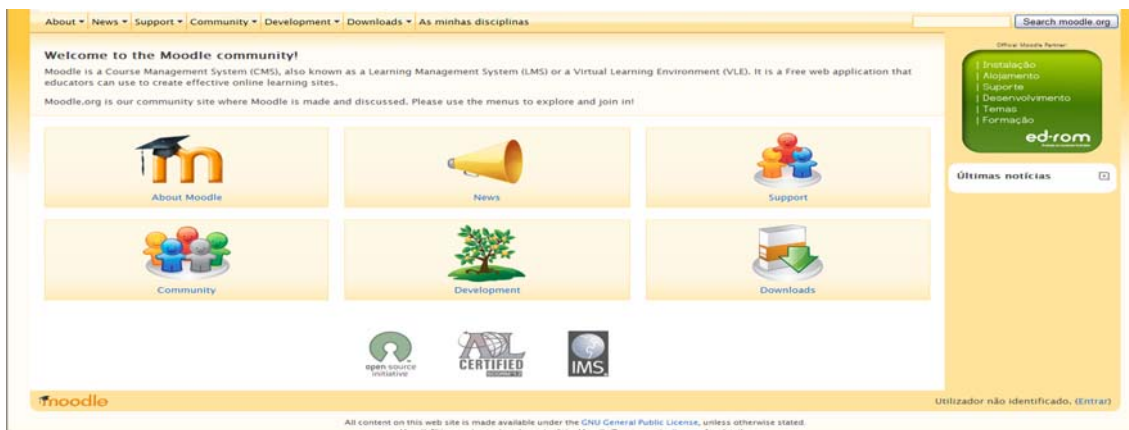 About News Support Community Development Downloads As minhas disciplinas
Search moodle.org
Welcome to the Moodle community!
Moodle is a Course Management System (CMS), also known as a Learning Management System (LMS) or a Virtual Learning Environment (VLE). It is a Free web application that
educators can use to create effective online learning sites.
Moodle.org is our community site where Moodle is made and discussed. Please use the menus to explore and join in!
Official Moodle Partner:
| Instalação
| Alojamento
| Suporte
| Desenvolvimento
| Temas
| Formação
ed-rom
Últimas notícias
m
About Moodle
News
Support
Community
Development
Downloads
open source
initiative
ADL
CERTIFIED
IMS
moodle
Utilizador não identificado. (Entrar)
All content on this web site is made available under the GNU General Public License, unless otherwise stated.